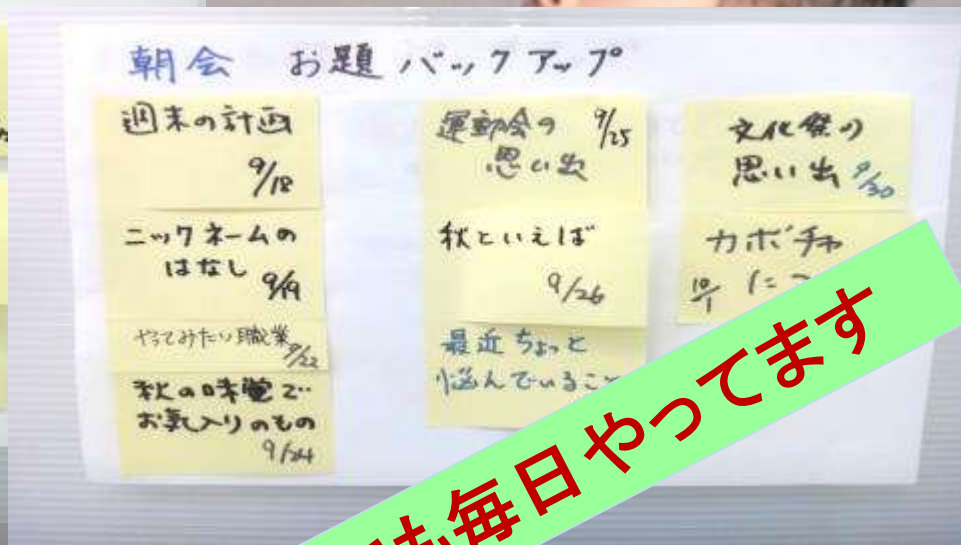 朝会 お題バックアップ
週末の計画
9/18
ニックネームの
はなし 9/19
やってみたい職業
9/22
秋の味覚で
お気入りのもの
9/24
運動会の 9/25
思い出
秋といえば
9/26
最近ちょっと
悩んでいること
文化祭の
思い出 9/30
カボチャ
10/1 に
も毎日やってます